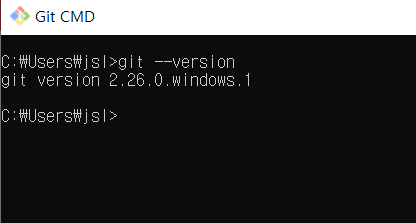 Git CMD
C:₩Users₩jsl>git --version
git version 2.26.0.windows.1
C:₩Users₩jsl>